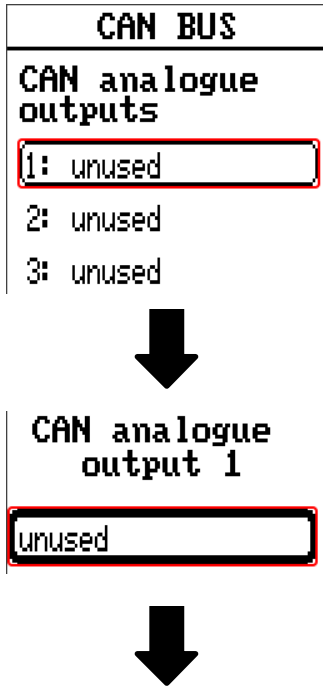 CAN BUS
CAN analogue
outputs
1: unused
2: unused
3: unused
CAN analogue
output 1
unused